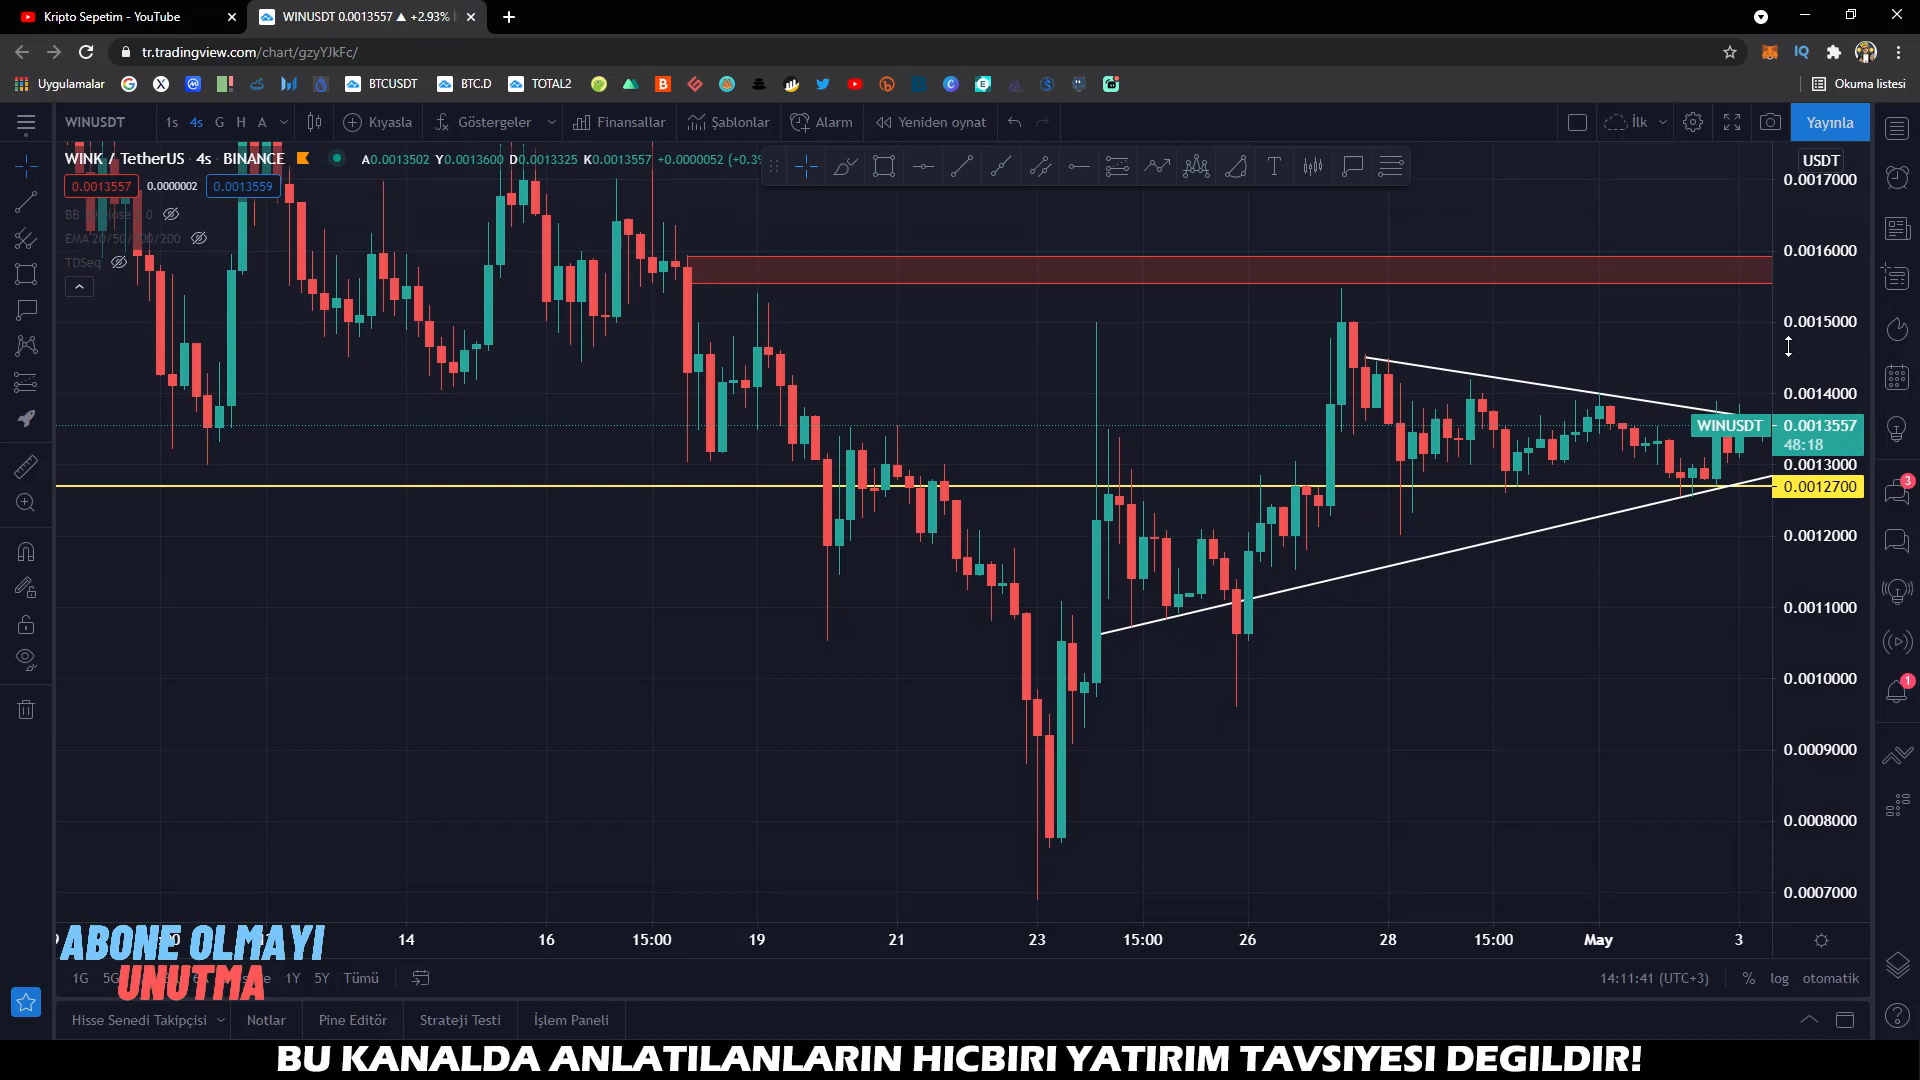 Kripto Sepetim - YouTube
WINUSDT 0.0013557 ▲ +2.93%
tr.tradingview.com/chart/gzyYJkFc/
Uygulamalar
BTCUSDT
BTC.D
TOTAL2
Okuma listesi
WINUSDT
1s 4s G H A
Kıyasla
Göstergeler
Finansallar
Şablonlar
Alarm
Yeniden oynat
İlk
Yayınla
WINK / TetherUS 4s BINANCE
A0.0013502 Y0.0013600 D0.0013325 K0.0013557 +0.0000052
USDT
0.0013557 0.0000002 0.0013559
TDSeq
0.0017000
0.0016000
0.0015000
0.0014000
WINUSDT 0.0013557
48:18
0.0013000
0.0012700
0.0012000
0.0011000
0.0010000
0.0009000
0.0008000
0.0007000
3
1
14 16 15:00 19 21 23 15:00 26 28 15:00 May 3
ABONE OLMAYI
UNUTMA
1G 1Y 5Y Tümü
14:11:41 (UTC+3) % log otomatik
Hisse Senedi Takipçisi Notlar Pine Editör Strateji Testi İşlem Paneli
BU KANALDA ANLATILANLARIN HICBIRI YATIRIM TAVSIYESI DEGILDIR!